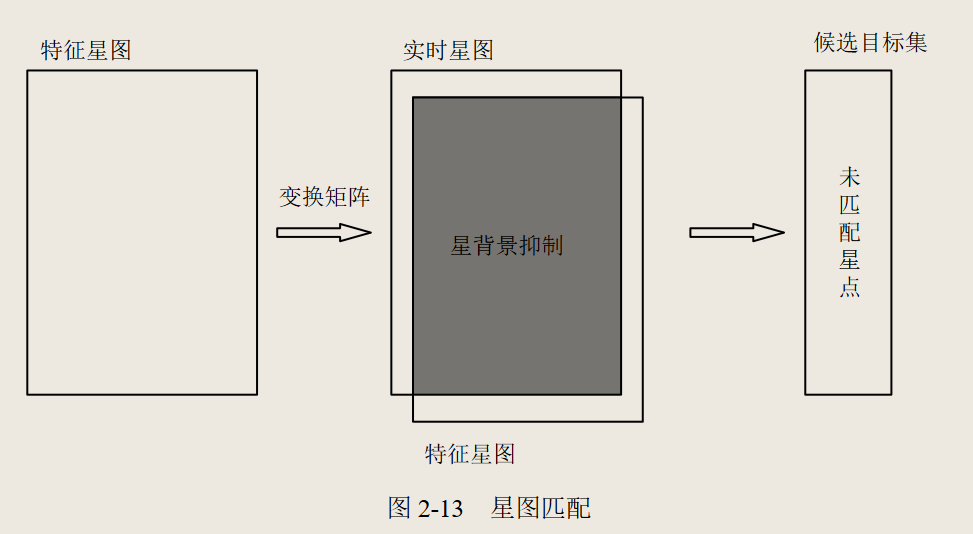 特征星图
实时星图
候选目标集
变换矩阵
星背景抑制
未匹配星点
特征星图
图 2-13 星图匹配